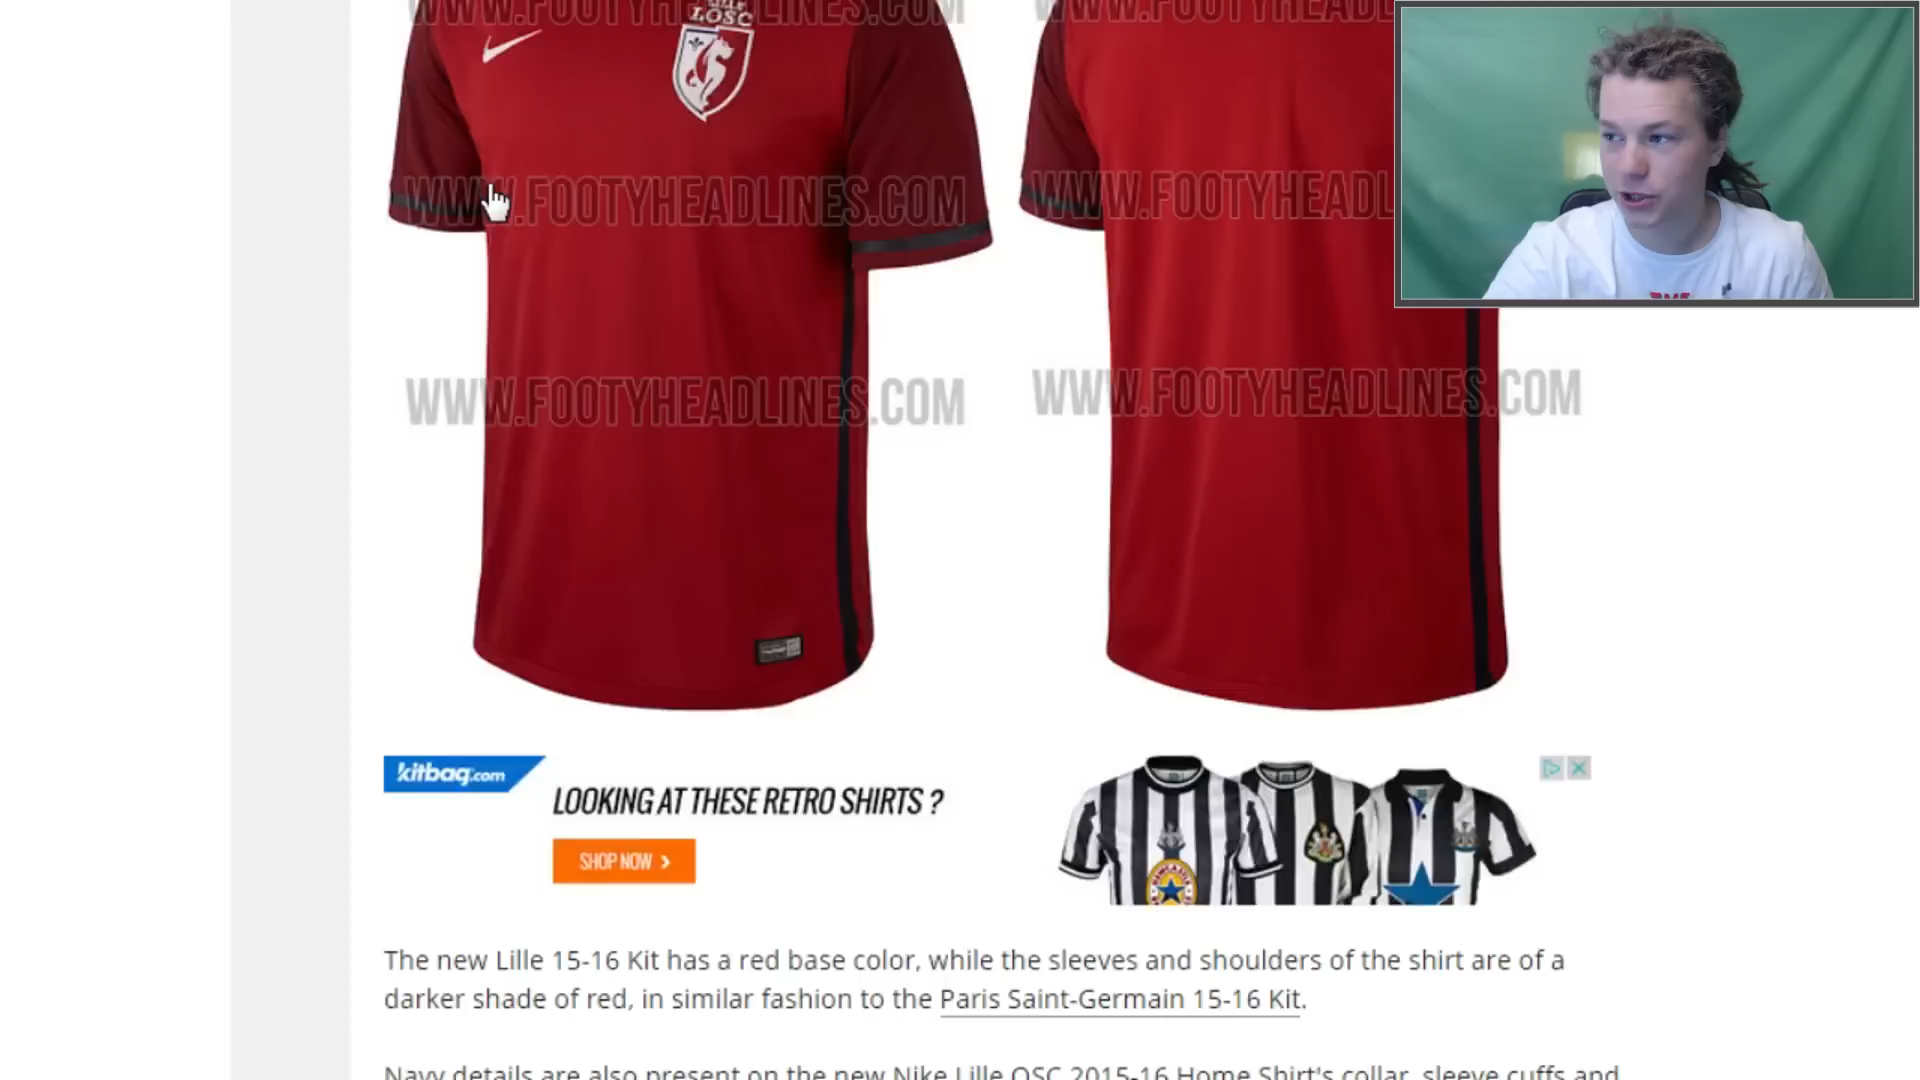 WWW.FOOTYHEADLINES.COM
LOSC
WWW.FOOTYHEADLINES.COM
WWW.FOOTYHEADL
WWW.FOOTYHEADLINES.COM
WWW.FOOTYHEADLINES.COM
kitbag.com
LOOKING AT THESE RETRO SHIRTS ?
SHOP NOW
The new Lille 15-16 Kit has a red base color, while the sleeves and shoulders of the shirt are of a
darker shade of red, in similar fashion to the Paris Saint-Germain 15-16 Kit.
Navy details are also present on the new Nike Lille OSC 2015-16 Home Shirt's collar, sleeve cuffs and